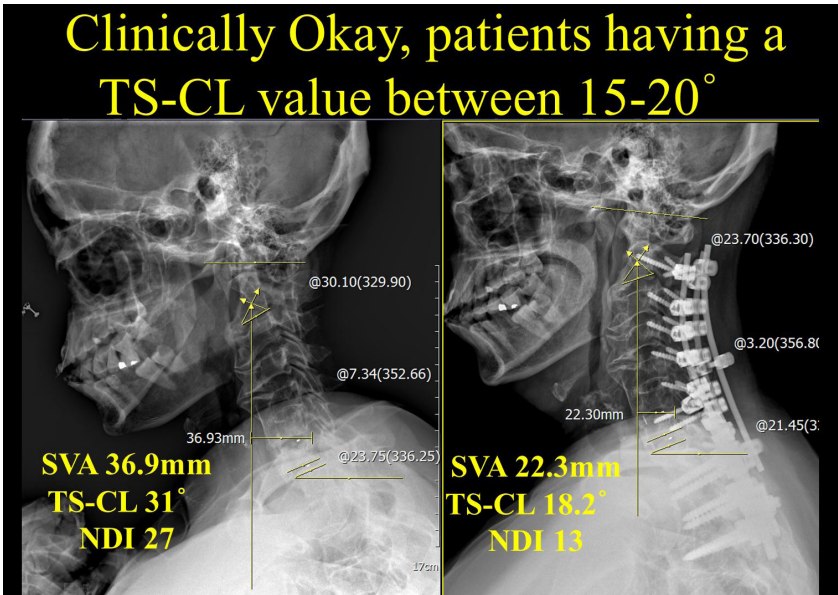 Clinically Okay, patients having a
TS-CL value between 15-20°
@30.10(329.90)
@7.34(352.66)
36.93mm
@23.75(336.25)
SVA 36.9mm
TS-CL 31°
NDI 27
17cm
@23.70(336.30)
@3.20(356.80
22.30mm
@21.45(33
SVA 22.3mm
TS-CL 18.2°
NDI 13